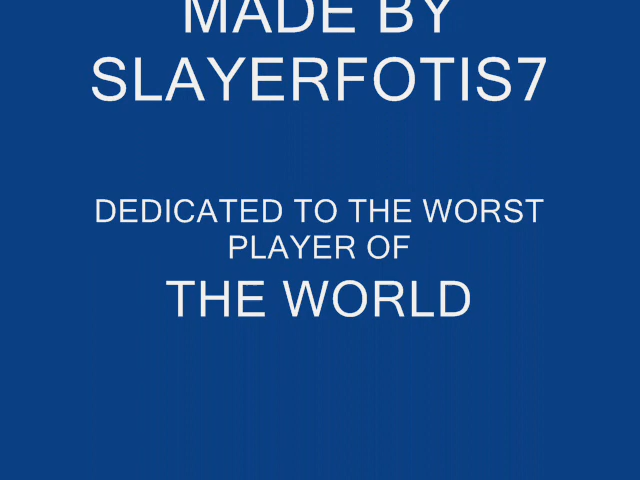 MADE BY
SLAYERFOTIS7
DEDICATED TO THE WORST
PLAYER OF
THE WORLD